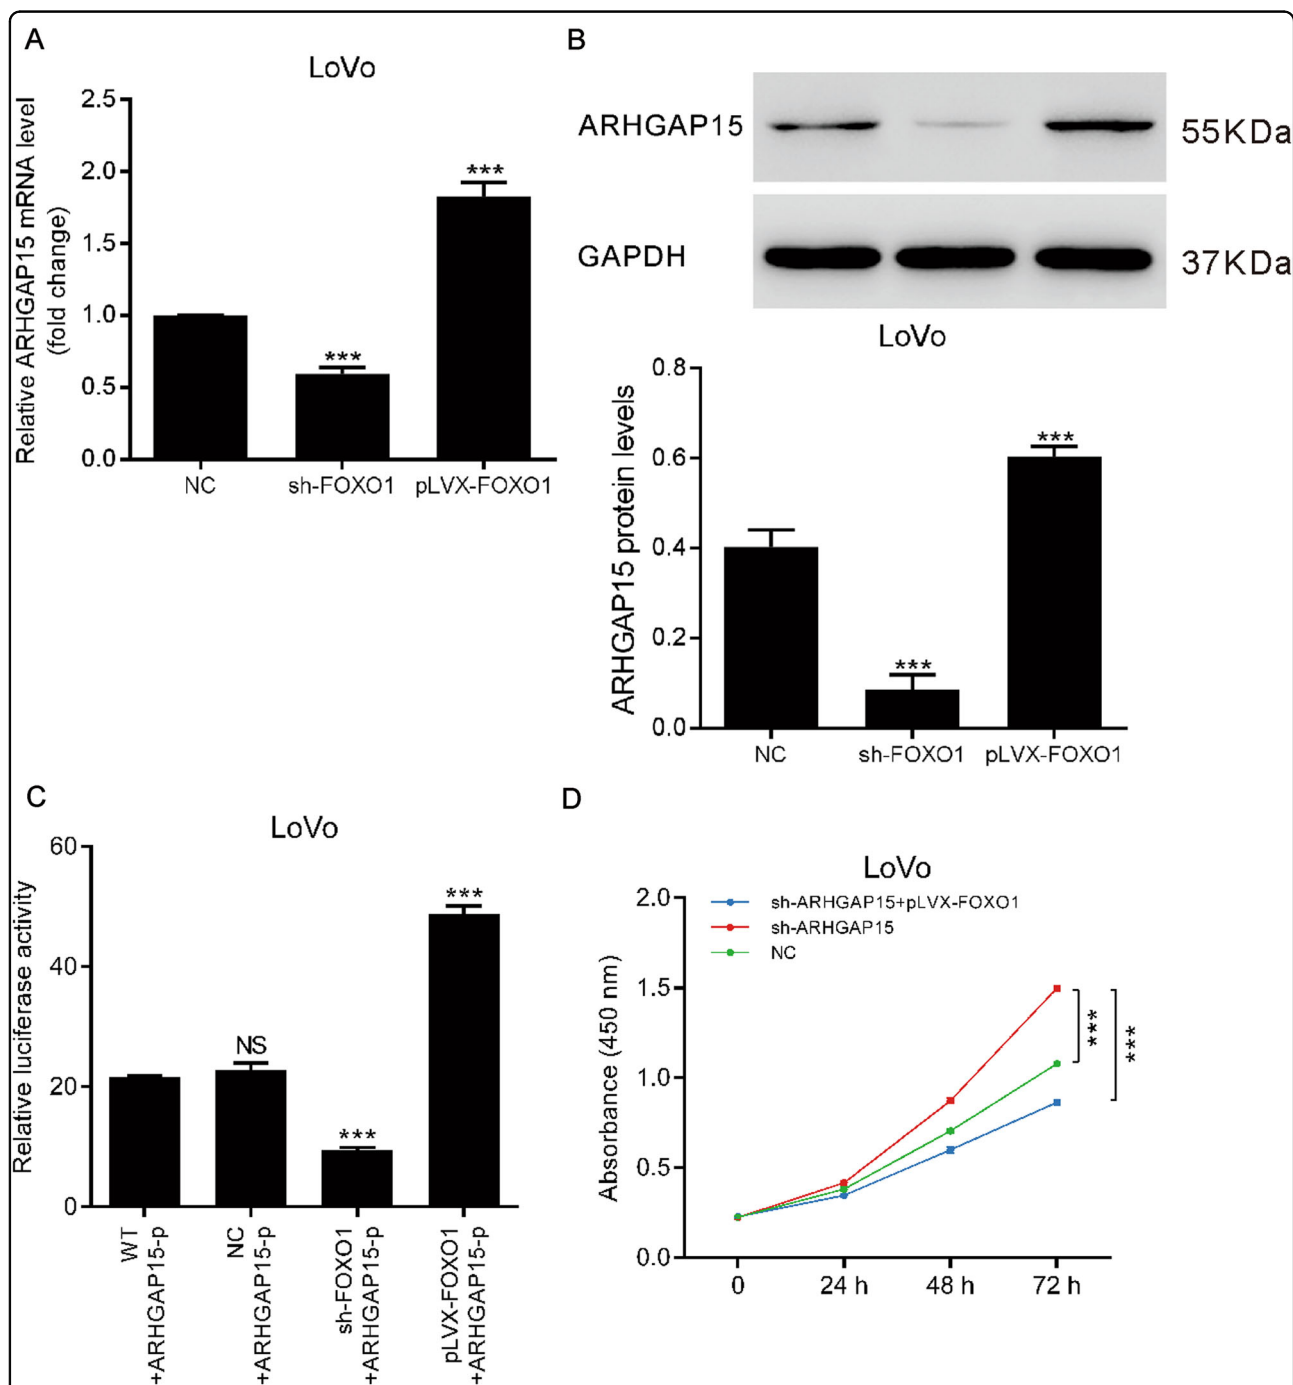 A
LoVo
Relative ARHGAP15 mRNA level
(fold change)
2.5
2.0
1.5
1.0
0.5
0.0
***
***
NC
sh-FOXO1
pLVX-FOXO1
B
ARHGAP15
55KDa
GAPDH
37KDa
LoVo
ARHGAP15 protein levels
0.8
0.6
0.4
0.2
0.0
***
***
NC
sh-FOXO1
pLVX-FOXO1
C
LoVo
Relative luciferase activity
60
40
20
0
NS
***
***
WT
+ARHGAP15-p
NC
+ARHGAP15-p
sh-FOXO1
+ARHGAP15-p
pLVX-FOXO1
+ARHGAP15-p
D
LoVo
Absorbance (450 nm)
2.0
1.5
1.0
0.5
0.0
sh-ARHGAP15+pLVX-FOXO1
sh-ARHGAP15
NC
***
***
0
24 h
48 h
72 h